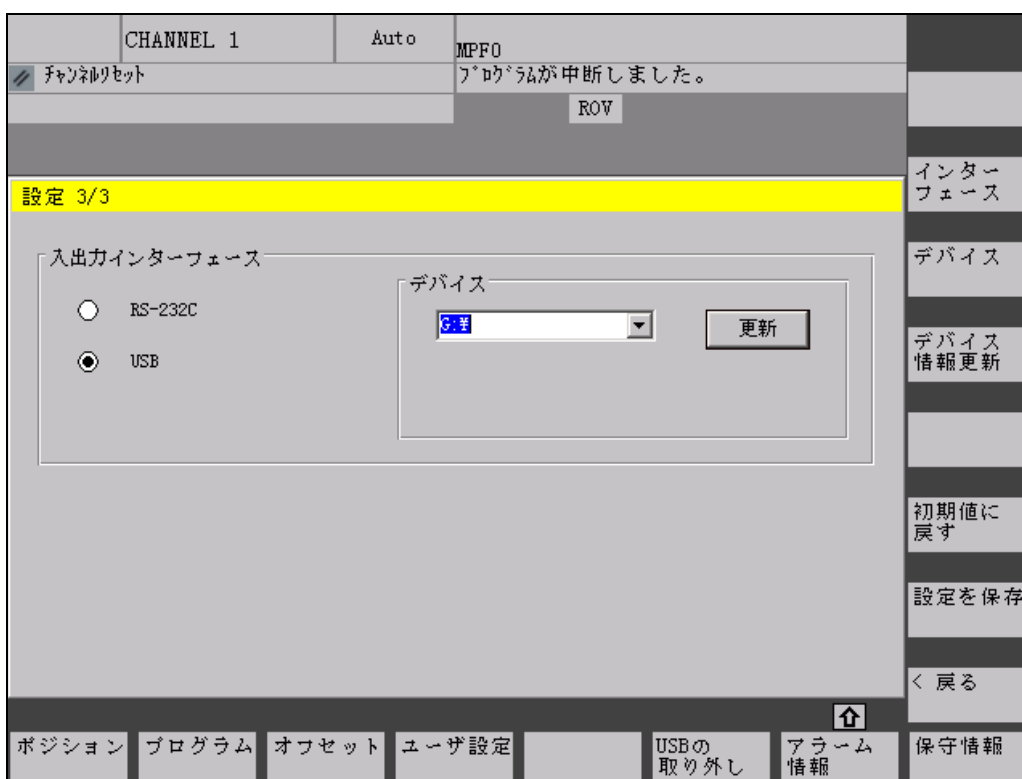 CHANNEL 1
Auto
MPF0
ﾁｬﾝﾈﾙﾘｾｯﾄ
ﾌﾟﾛｸﾞﾗﾑが中断しました。
ROV
設定 3/3
入出力インターフェース
RS-232C
USB
デバイス
G:¥
更新
インター
フェース
デバイス
デバイス
情報更新
初期値に
戻す
設定を保存
< 戻る
ポジション
プログラム
オフセット
ユーザ設定
USBの
取り外し
アラーム
情報
保守情報